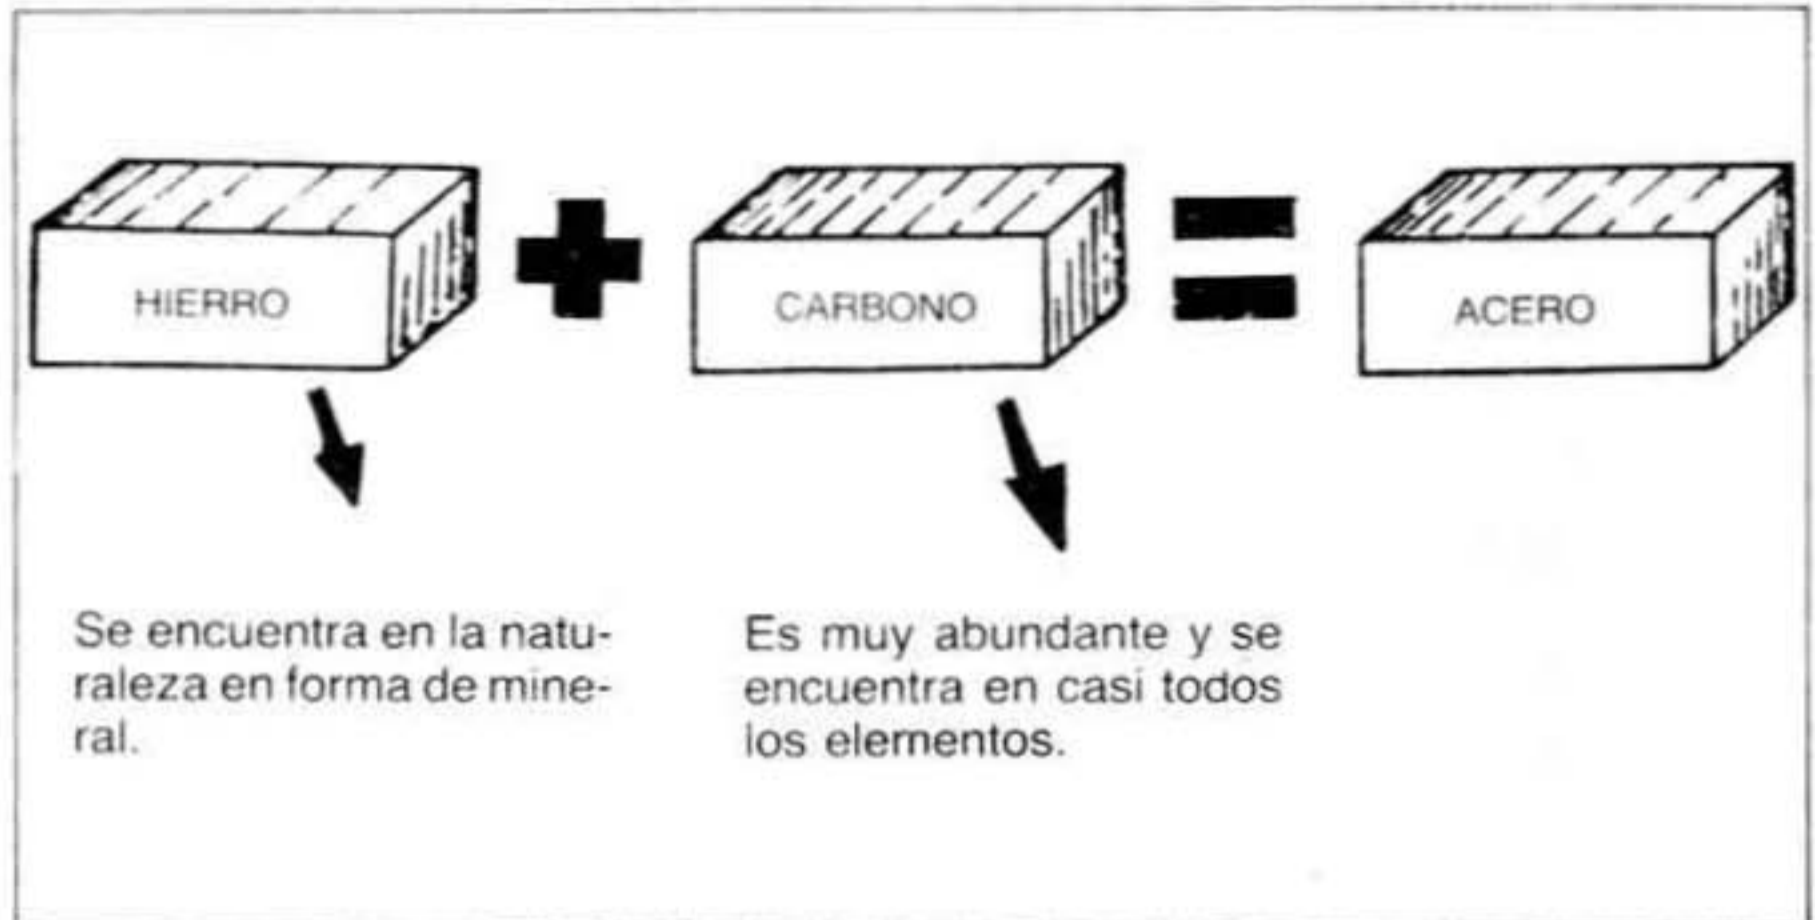 HIERRO
CARBONO
ACERO
Se encuentra en la natu-
raleza en forma de mine-
ral.
Es muy abundante y se
encuentra en casi todos
los elementos.